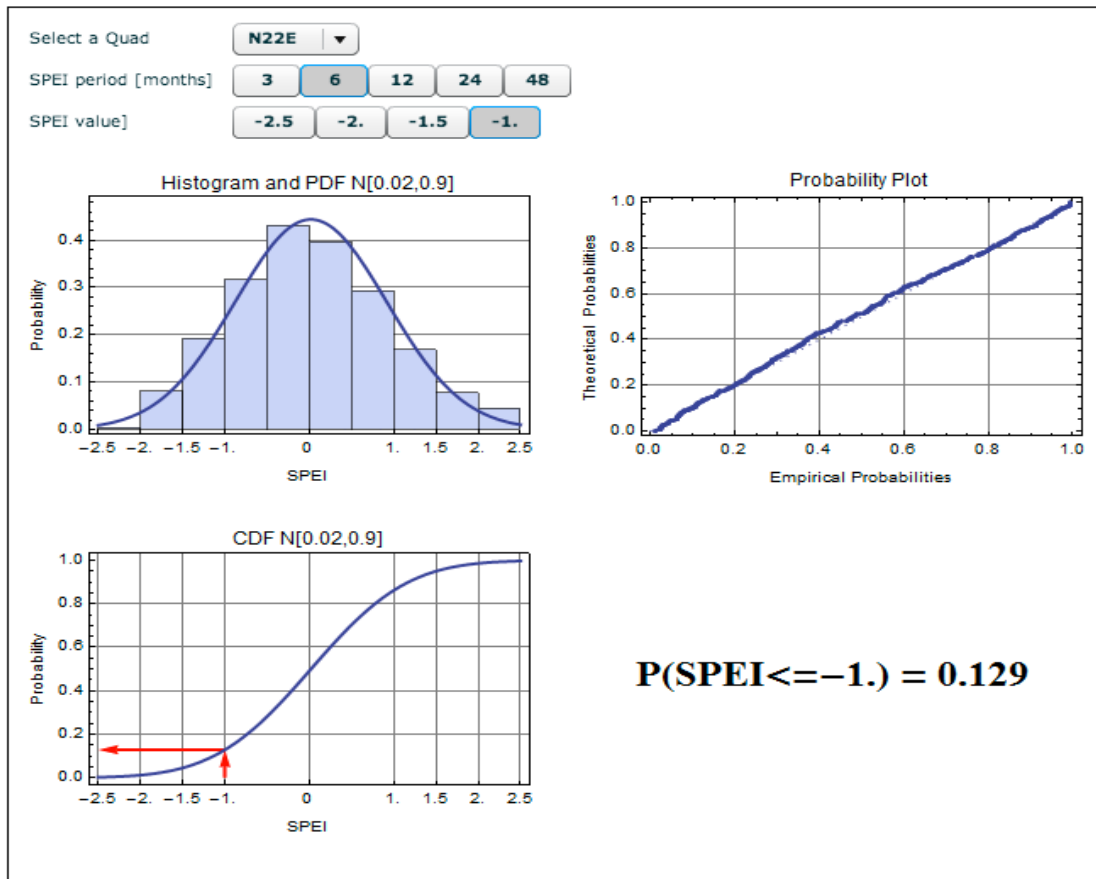 Select a Quad N22E
SPEI period [months] 3 6 12 24 48
SPEI value] -2.5 -2. -1.5 -1.
Histogram and PDF N[0.02,0.9]
Probability
0.4
0.3
0.2
0.1
0.0
−2.5 −2. −1.5 −1. 0 1. 1.5 2. 2.5
SPEI
Probability Plot
Theoretical Probabilities
1.0
0.8
0.6
0.4
0.2
0.0
0.0 0.2 0.4 0.6 0.8 1.0
Empirical Probabilities
CDF N[0.02,0.9]
Probability
1.0
0.8
0.6
0.4
0.2
0.0
−2.5 −2. −1.5 −1. 0 1. 1.5 2. 2.5
SPEI
P(SPEI<=−1.) = 0.129